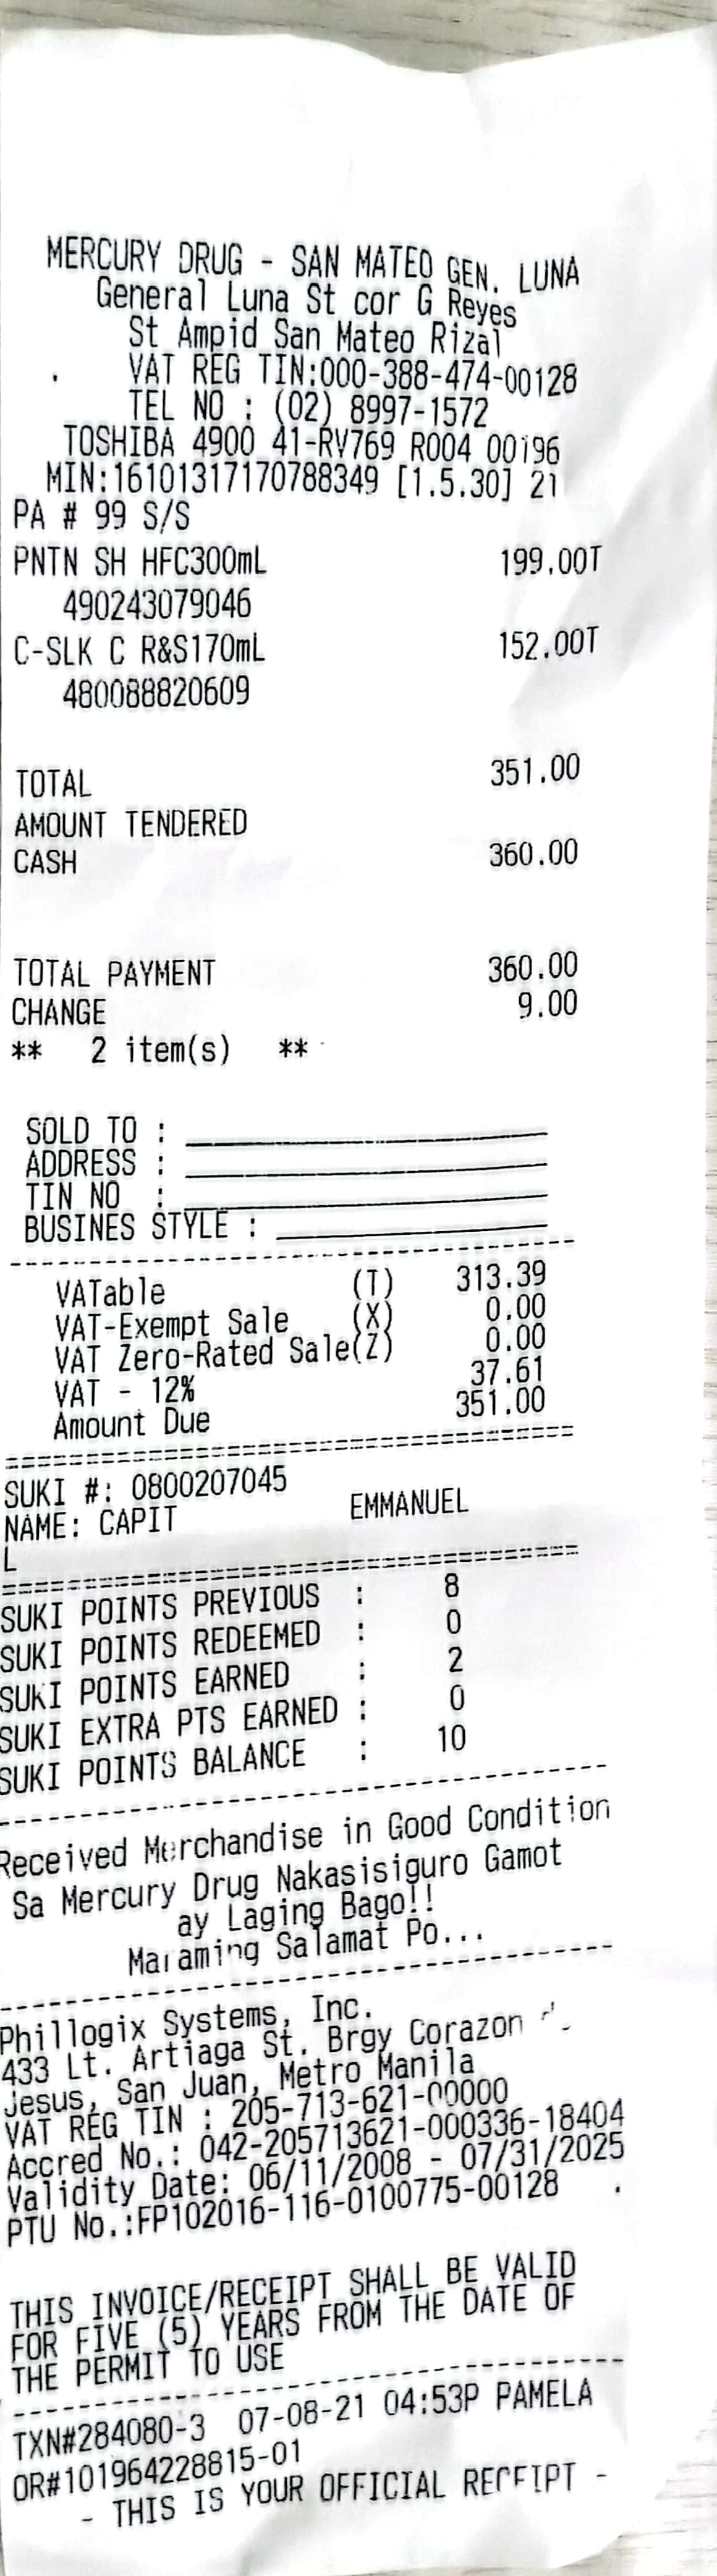 MERCURY DRUG - SAN MATEO GEN. LUNA
General Luna St cor G Reyes
St Ampid San Mateo Rizal
VAT REG TIN:000-388-474-00128
TEL NO : (02) 8997-1572
TOSHIBA 4900 41-RV769 R004 00196
MIN:16101317170788349 [1.5.30] 21
PA # 99 S/S
PNTN SH HFC300mL 199.00T
490243079046
C-SLK C R&S170mL 152.00T
480088820609
TOTAL 351.00
AMOUNT TENDERED
CASH 360.00
TOTAL PAYMENT 360.00
CHANGE 9.00
** 2 item(s) **
SOLD TO :
ADDRESS :
TIN NO :
BUSINES STYLE :
VATable (T) 313.39
VAT-Exempt Sale (X) 0.00
VAT Zero-Rated Sale(Z) 0.00
VAT - 12% 37.61
Amount Due 351.00
SUKI #: 0800207045
NAME: CAPIT EMMANUEL
L
SUKI POINTS PREVIOUS : 8
SUKI POINTS REDEEMED : 0
SUKI POINTS EARNED : 2
SUKI EXTRA PTS EARNED : 0
SUKI POINTS BALANCE : 10
Received Merchandise in Good Condition
Sa Mercury Drug Nakasisiguro Gamot
ay Laging Bago!!
Maraming Salamat Po...
Phillogix Systems, Inc.
433 Lt. Artiaga St. Brgy Corazon
Jesus, San Juan, Metro Manila
VAT REG TIN : 205-713-621-00000
Accred No.: 042-205713621-000336-18404
Validity Date: 06/11/2008 - 07/31/2025
PTU No.:FP102016-116-0100775-00128
THIS INVOICE/RECEIPT SHALL BE VALID
FOR FIVE (5) YEARS FROM THE DATE OF
THE PERMIT TO USE
TXN#284080-3 07-08-21 04:53P PAMELA
OR#101964228815-01
- THIS IS YOUR OFFICIAL RECEIPT -